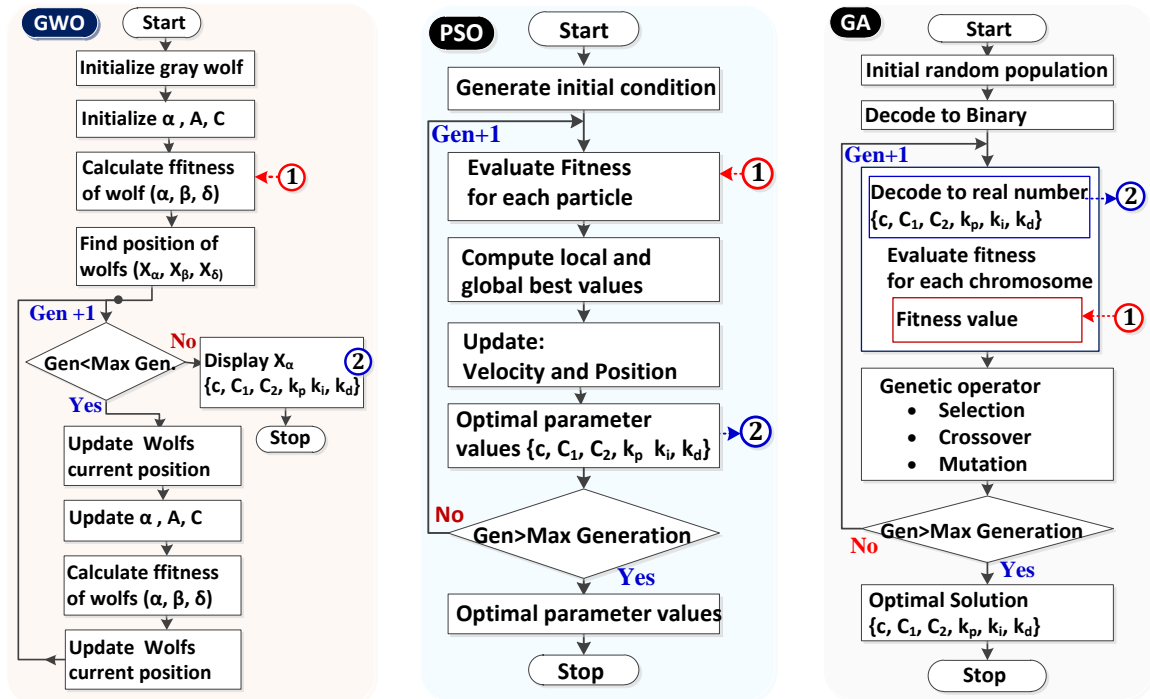 GWO
Start
Initialize gray wolf
Initialize α , A, C
Calculate ffitness
of wolf (α, β, δ)
1
Find position of
wolfs (Xα, Xβ, Xδ)
Gen +1
Gen<Max Gen.
No
Display Xα
{c, C1, C2, kp ki, kd}
2
Stop
Yes
Update Wolfs
current position
Update α , A, C
Calculate ffitness
of wolfs (α, β, δ)
Update Wolfs
current position
PSO
Start
Generate initial condition
Gen+1
Evaluate Fitness
for each particle
1
Compute local and
global best values
Update:
Velocity and Position
Optimal parameter
values {c, C1, C2, kp ki, kd}
2
No
Gen>Max Generation
Yes
Optimal parameter values
Stop
GA
Start
Initial random population
Decode to Binary
Gen+1
Decode to real number
{c, C1, C2, kp, ki, kd}
2
Evaluate fitness
for each chromosome
Fitness value
1
Genetic operator
• Selection
• Crossover
• Mutation
Gen>Max Generation
No
Yes
Optimal Solution
{c, C1, C2, kp, ki, kd}
Stop